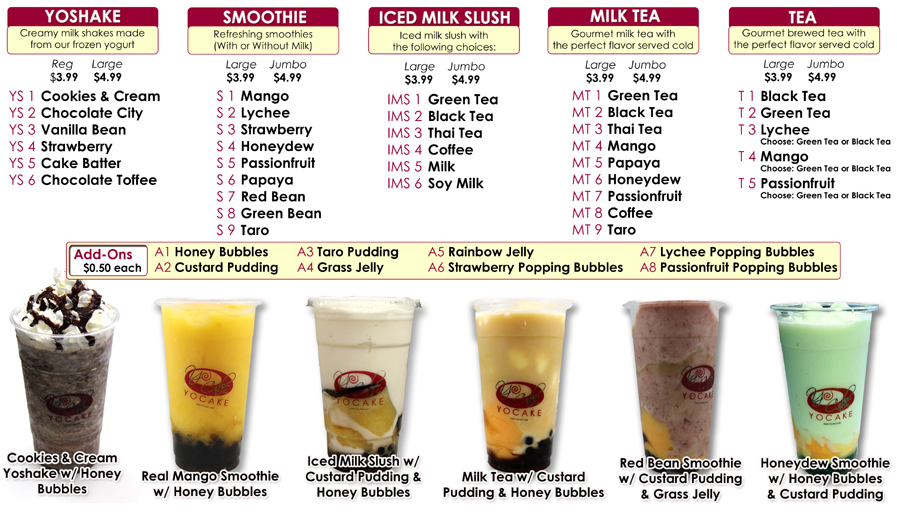 YOSHAKE
Creamy milk shakes made
from our frozen yogurt
Reg Large
$3.99 $4.99
YS 1 Cookies & Cream
YS 2 Chocolate City
YS 3 Vanilla Bean
YS 4 Strawberry
YS 5 Cake Batter
YS 6 Chocolate Toffee
SMOOTHIE
Refreshing smoothies
(With or Without Milk)
Large Jumbo
$3.99 $4.99
S 1 Mango
S 2 Lychee
S 3 Strawberry
S 4 Honeydew
S 5 Passionfruit
S 6 Papaya
S 7 Red Bean
S 8 Green Bean
S 9 Taro
ICED MILK SLUSH
Iced milk slush with
the following choices:
Large Jumbo
$3.99 $4.99
IMS 1 Green Tea
IMS 2 Black Tea
IMS 3 Thai Tea
IMS 4 Coffee
IMS 5 Milk
IMS 6 Soy Milk
MILK TEA
Gourmet milk tea with
the perfect flavor served cold
Large Jumbo
$3.99 $4.99
MT 1 Green Tea
MT 2 Black Tea
MT 3 Thai Tea
MT 4 Mango
MT 5 Papaya
MT 6 Honeydew
MT 7 Passionfruit
MT 8 Coffee
MT 9 Taro
TEA
Gourmet brewed tea with
the perfect flavor served cold
Large Jumbo
$3.99 $4.99
T 1 Black Tea
T 2 Green Tea
T 3 Lychee
Choose: Green Tea or Black Tea
T 4 Mango
Choose: Green Tea or Black Tea
T 5 Passionfruit
Choose: Green Tea or Black Tea
Add-Ons
$0.50 each
A1 Honey Bubbles
A2 Custard Pudding
A3 Taro Pudding
A4 Grass Jelly
A5 Rainbow Jelly
A6 Strawberry Popping Bubbles
A7 Lychee Popping Bubbles
A8 Passionfruit Popping Bubbles
YOCAKE
YOCAKE
YOCAKE
YOCAKE
YOCAKE
YOCAKE
Cookies & Cream
Yoshake w/ Honey
Bubbles
Real Mango Smoothie
w/ Honey Bubbles
Iced Milk Slush w/
Custard Pudding &
Honey Bubbles
Milk Tea w/ Custard
Pudding & Honey Bubbles
Red Bean Smoothie
w/ Custard Pudding
& Grass Jelly
Honeydew Smoothie
w/ Honey Bubbles
& Custard Pudding